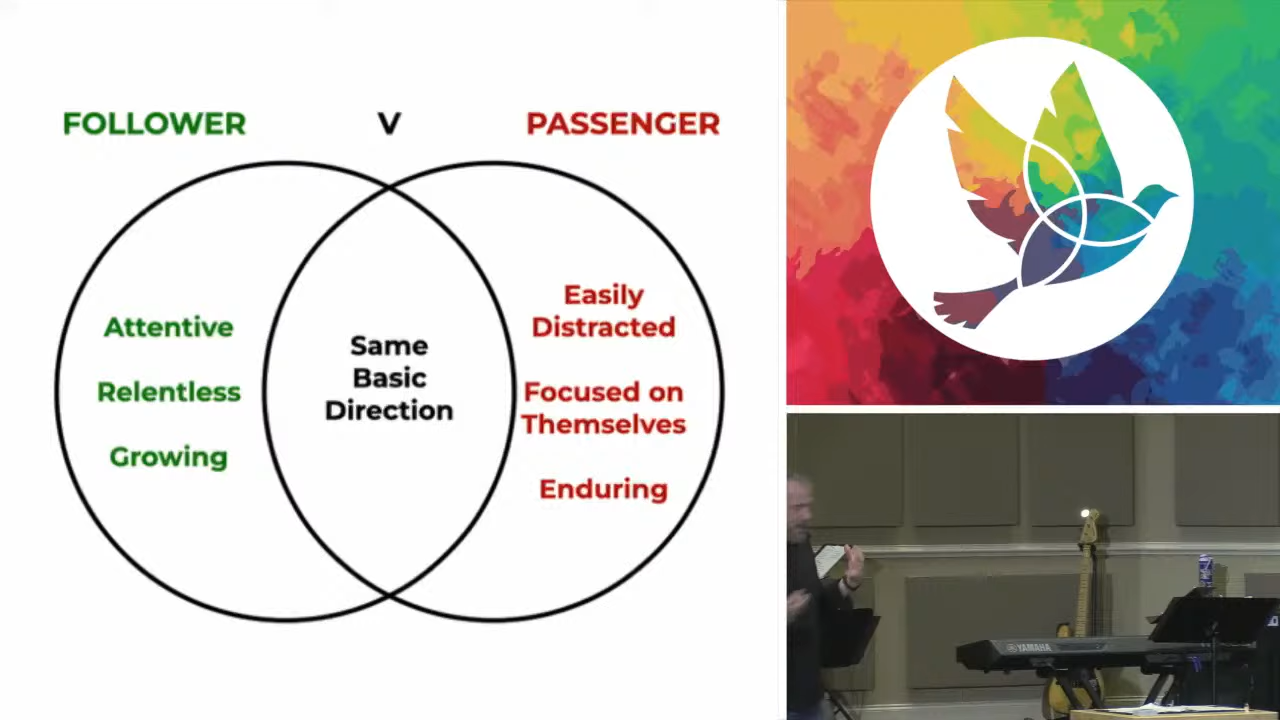 FOLLOWER V PASSENGER
Attentive
Relentless
Growing
Same
Basic
Direction
Easily
Distracted
Focused on
Themselves
Enduring
YAMAHA